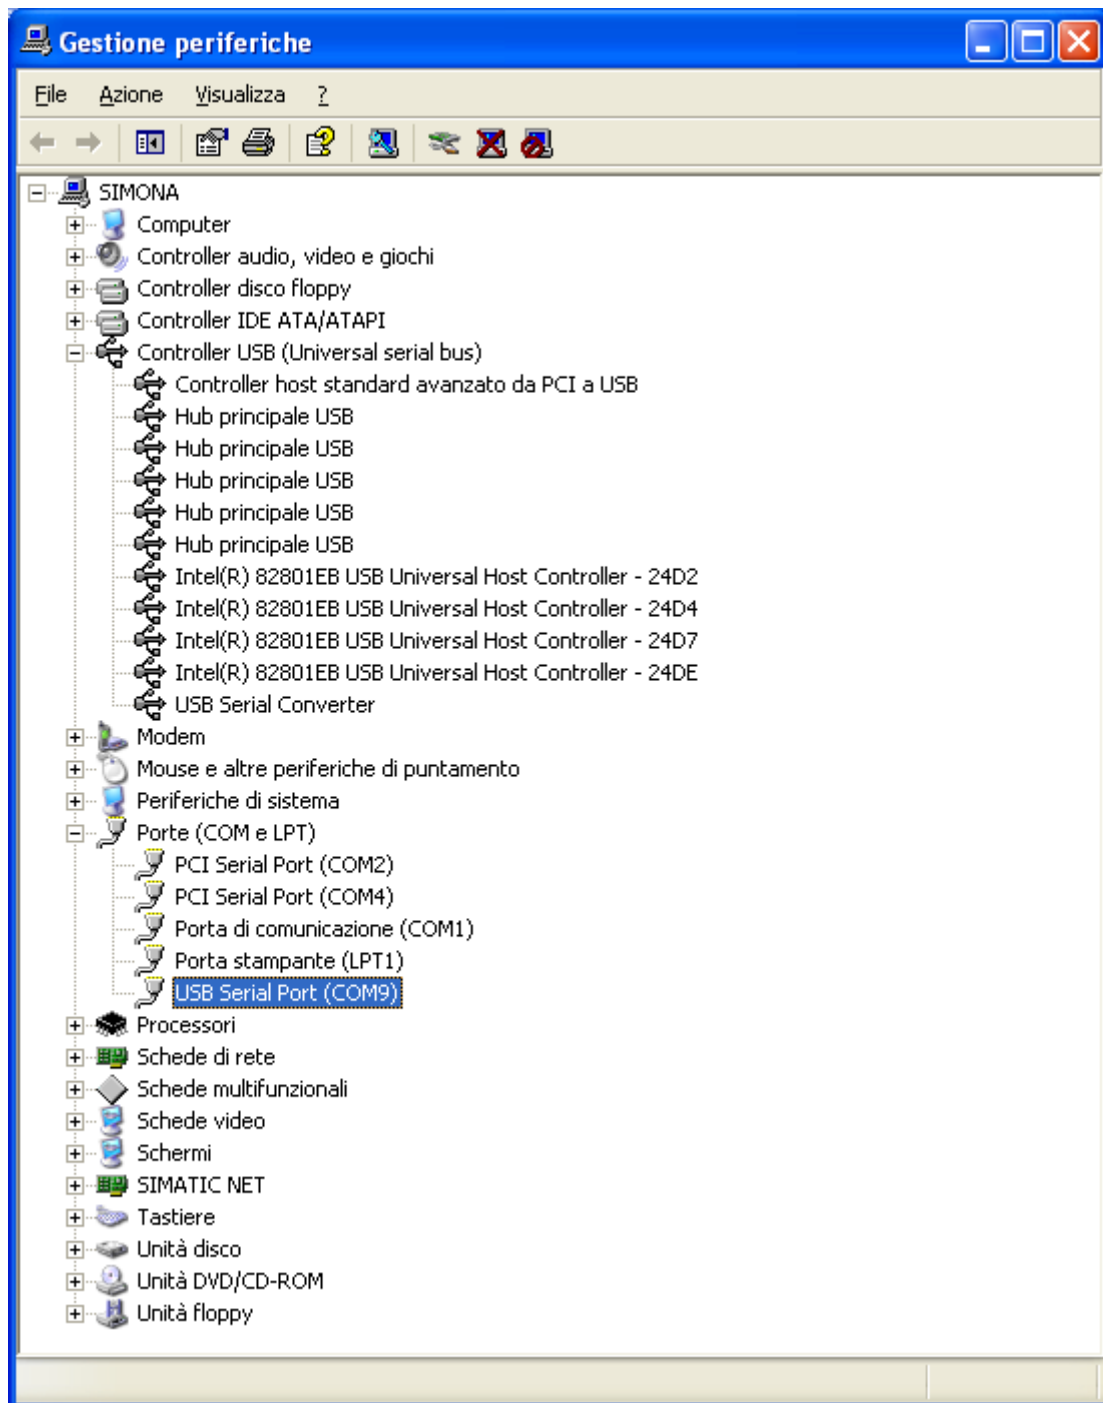 Gestione periferiche
File Azione Visualizza ?
SIMONA
Computer
Controller audio, video e giochi
Controller disco floppy
Controller IDE ATA/ATAPI
Controller USB (Universal serial bus)
Controller host standard avanzato da PCI a USB
Hub principale USB
Hub principale USB
Hub principale USB
Hub principale USB
Hub principale USB
Intel(R) 82801EB USB Universal Host Controller - 24D2
Intel(R) 82801EB USB Universal Host Controller - 24D4
Intel(R) 82801EB USB Universal Host Controller - 24D7
Intel(R) 82801EB USB Universal Host Controller - 24DE
USB Serial Converter
Modem
Mouse e altre periferiche di puntamento
Periferiche di sistema
Porte (COM e LPT)
PCI Serial Port (COM2)
PCI Serial Port (COM4)
Porta di comunicazione (COM1)
Porta stampante (LPT1)
USB Serial Port (COM9)
Processori
Schede di rete
Schede multifunzionali
Schede video
Schermi
SIMATIC NET
Tastiere
Unità disco
Unità DVD/CD-ROM
Unità floppy